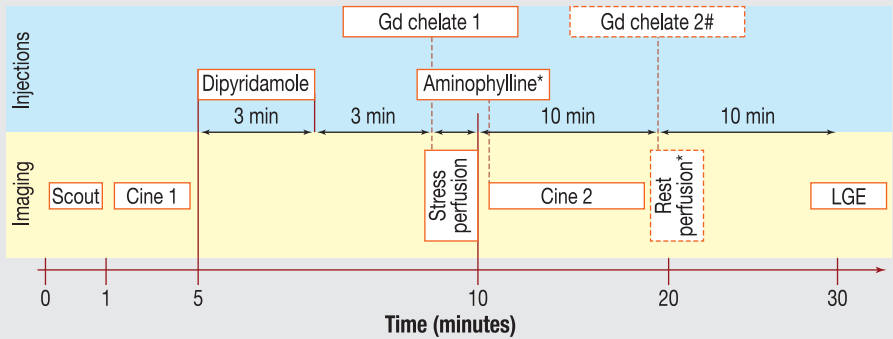 Injections
Gd chelate 1
Gd chelate 2#
Dipyridamole
Aminophylline*
3 min
3 min
10 min
10 min
Imaging
Scout
Cine 1
Stress
perfusion
Cine 2
Rest
perfusion*
LGE
0
1
5
10
20
30
Time (minutes)